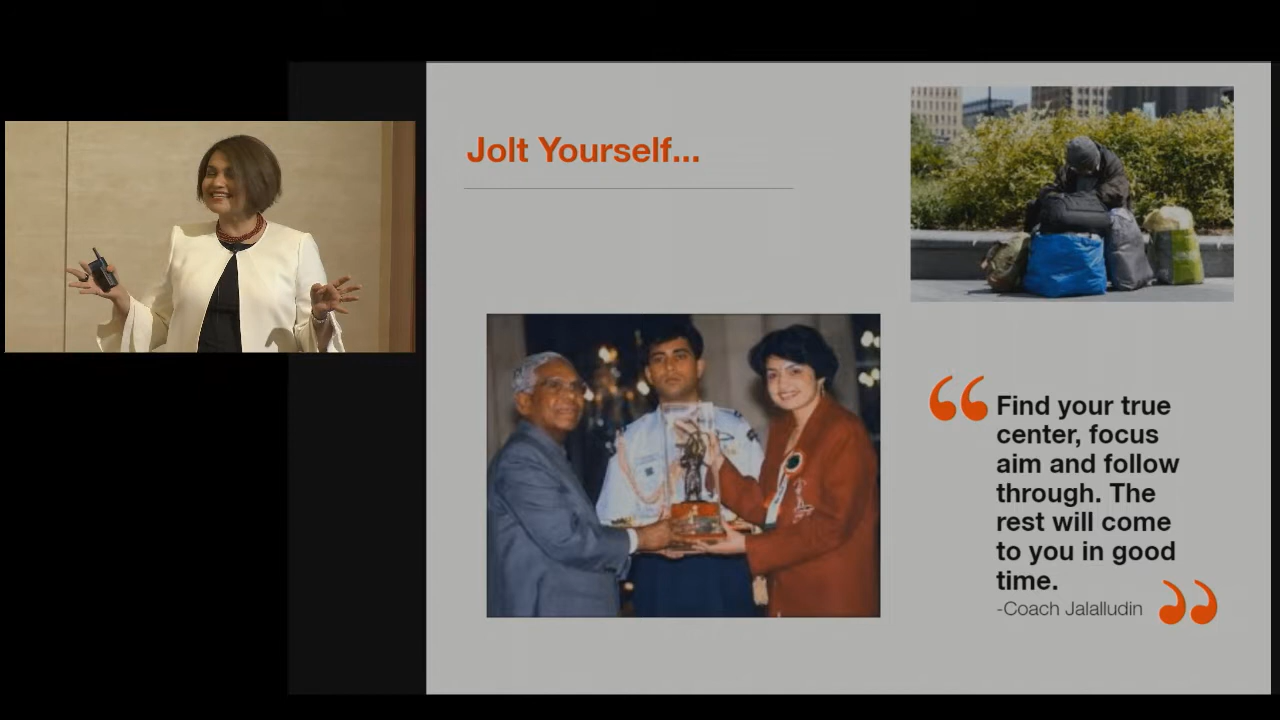 Jolt Yourself...
Find your true
center, focus
aim and follow
through. The
rest will come
to you in good
time.
-Coach Jalalludin